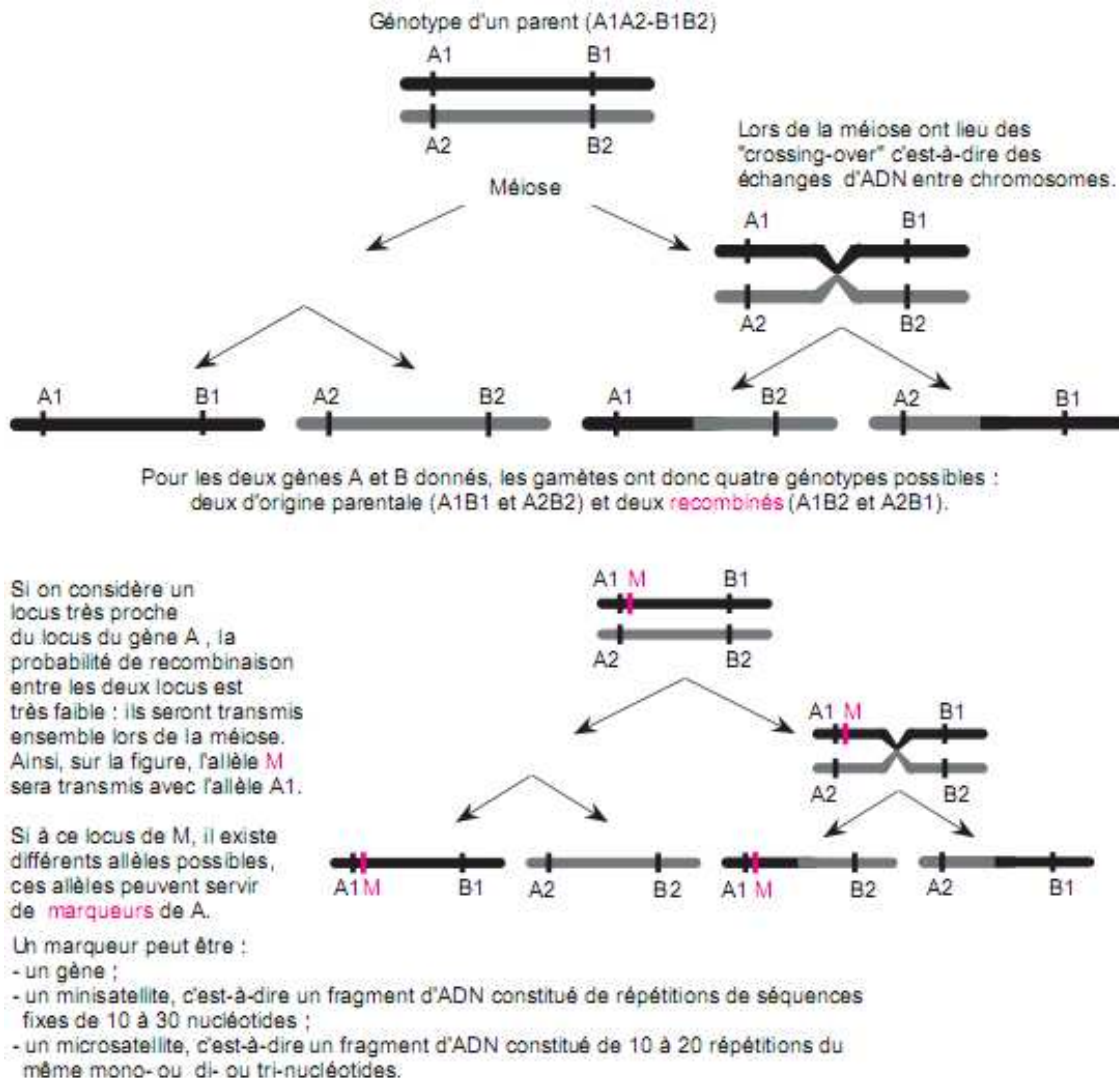 Génotype d'un parent (A1A2-B1B2)
A1 B1
A2 B2
Méiose
Lors de la méiose ont lieu des
"crossing-over" c'est-à-dire des
échanges d'ADN entre chromosomes.
A1 B1
A2 B2
A1 B1 A2 B2 A1 B2 A2 B1
Pour les deux gènes A et B donnés, les gamètes ont donc quatre génotypes possibles :
deux d'origine parentale (A1B1 et A2B2) et deux recombinés (A1B2 et A2B1).
Si on considère un
locus très proche
du locus du gène A , la
probabilité de recombinaison
entre les deux locus est
très faible : ils seront transmis
ensemble lors de la méiose.
Ainsi, sur la figure, l'allèle M
sera transmis avec l'allèle A1.
Si à ce locus de M, il existe
différents allèles possibles,
ces allèles peuvent servir
de marqueurs de A.
A1 M B1
A2 B2
A1 M B1
A2 B2
A1 M B1 A2 B2 A1 M B2 A2 B1
Un marqueur peut être :
- un gène ;
- un minisatellite, c'est-à-dire un fragment d'ADN constitué de répétitions de séquences
fixes de 10 à 30 nucléotides ;
- un microsatellite, c'est-à-dire un fragment d'ADN constitué de 10 à 20 répétitions du
même mono- ou di- ou tri-nucléotides.